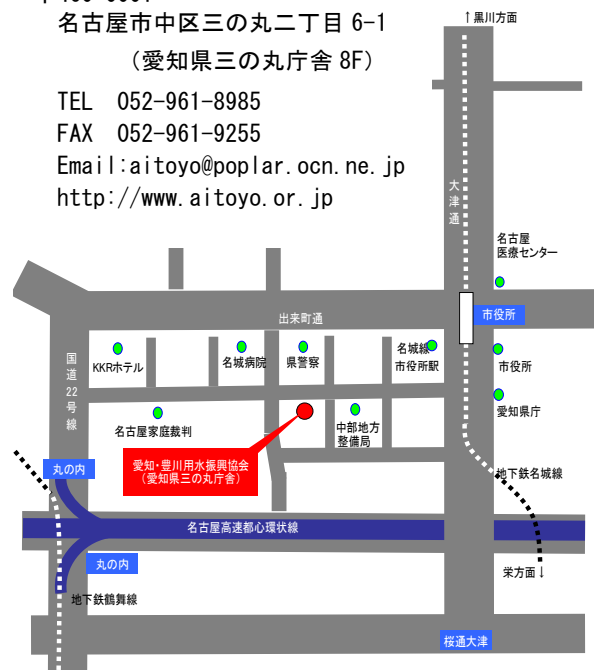 名古屋市中区三の丸二丁目 6-1
(愛知県三の丸庁舎 8F)
TEL 052-961-8985
FAX 052-961-9255
Email:aitoyo@poplar.ocn.ne.jp
http://www.aitoyo.or.jp
↑黒川方面
大津通
名古屋
医療センター
出来町通
市役所
国道22号線
KKRホテル
名城病院
県警察
名城線
市役所駅
市役所
愛知県庁
名古屋家庭裁判
中部地方
整備局
愛知・豊川用水振興協会
(愛知県三の丸庁舎)
丸の内
地下鉄名城線
名古屋高速都心環状線
丸の内
栄方面↓
地下鉄鶴舞線
桜通大津